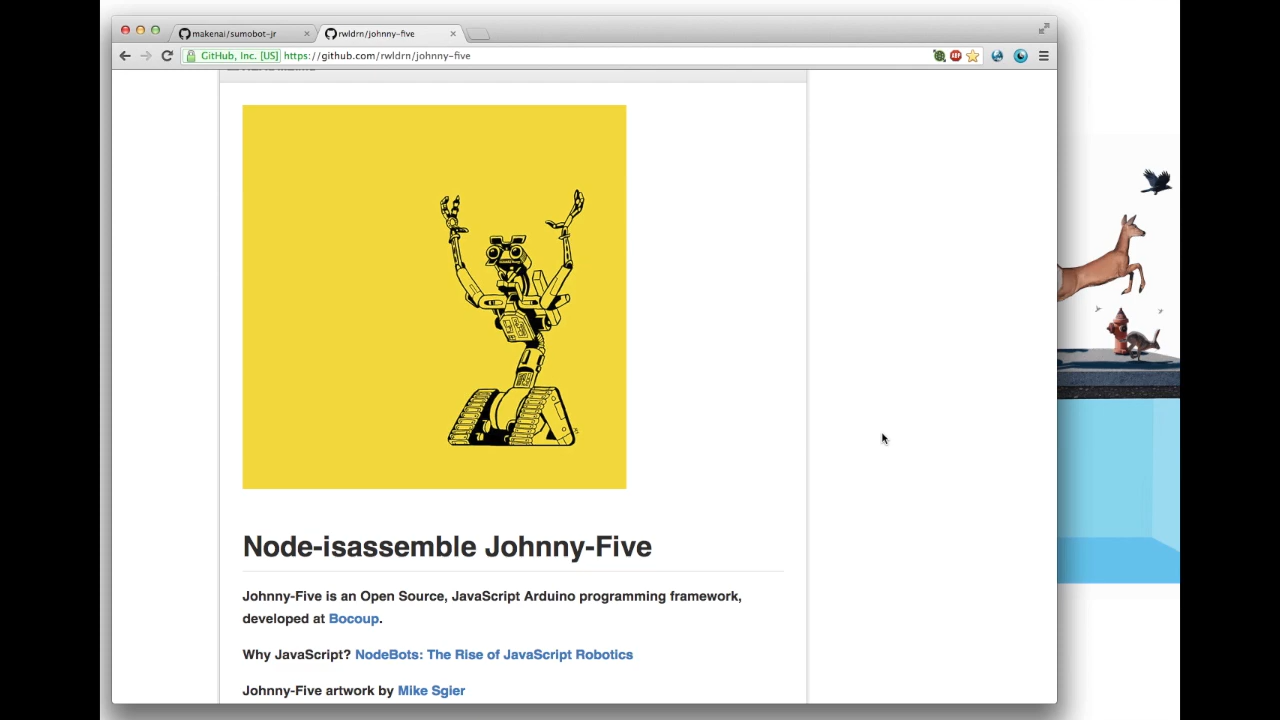 makenai/sumobot-jr
rwldrn/johnny-five
GitHub, Inc. [US] https://github.com/rwldrn/johnny-five
ABP
Node-isassemble Johnny-Five
Johnny-Five is an Open Source, JavaScript Arduino programming framework,
developed at Bocoup.
Why JavaScript? NodeBots: The Rise of JavaScript Robotics
Johnny-Five artwork by Mike Sgier